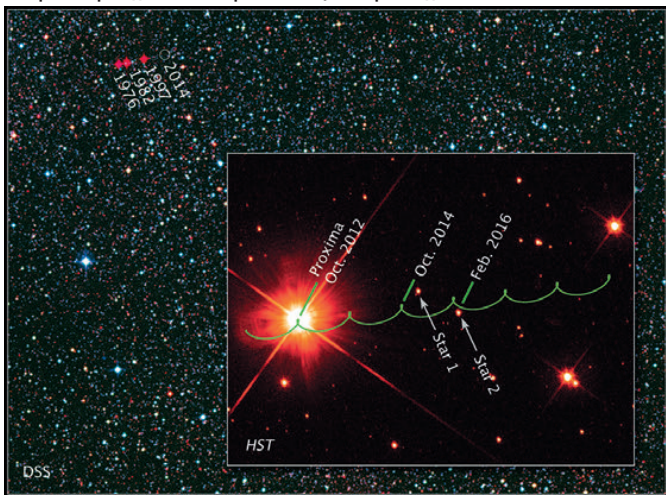 1976
1982
1997
2014
Proxima
Oct. 2012
Oct. 2014
Feb. 2016
Star 1
Star 2
HST
DSS